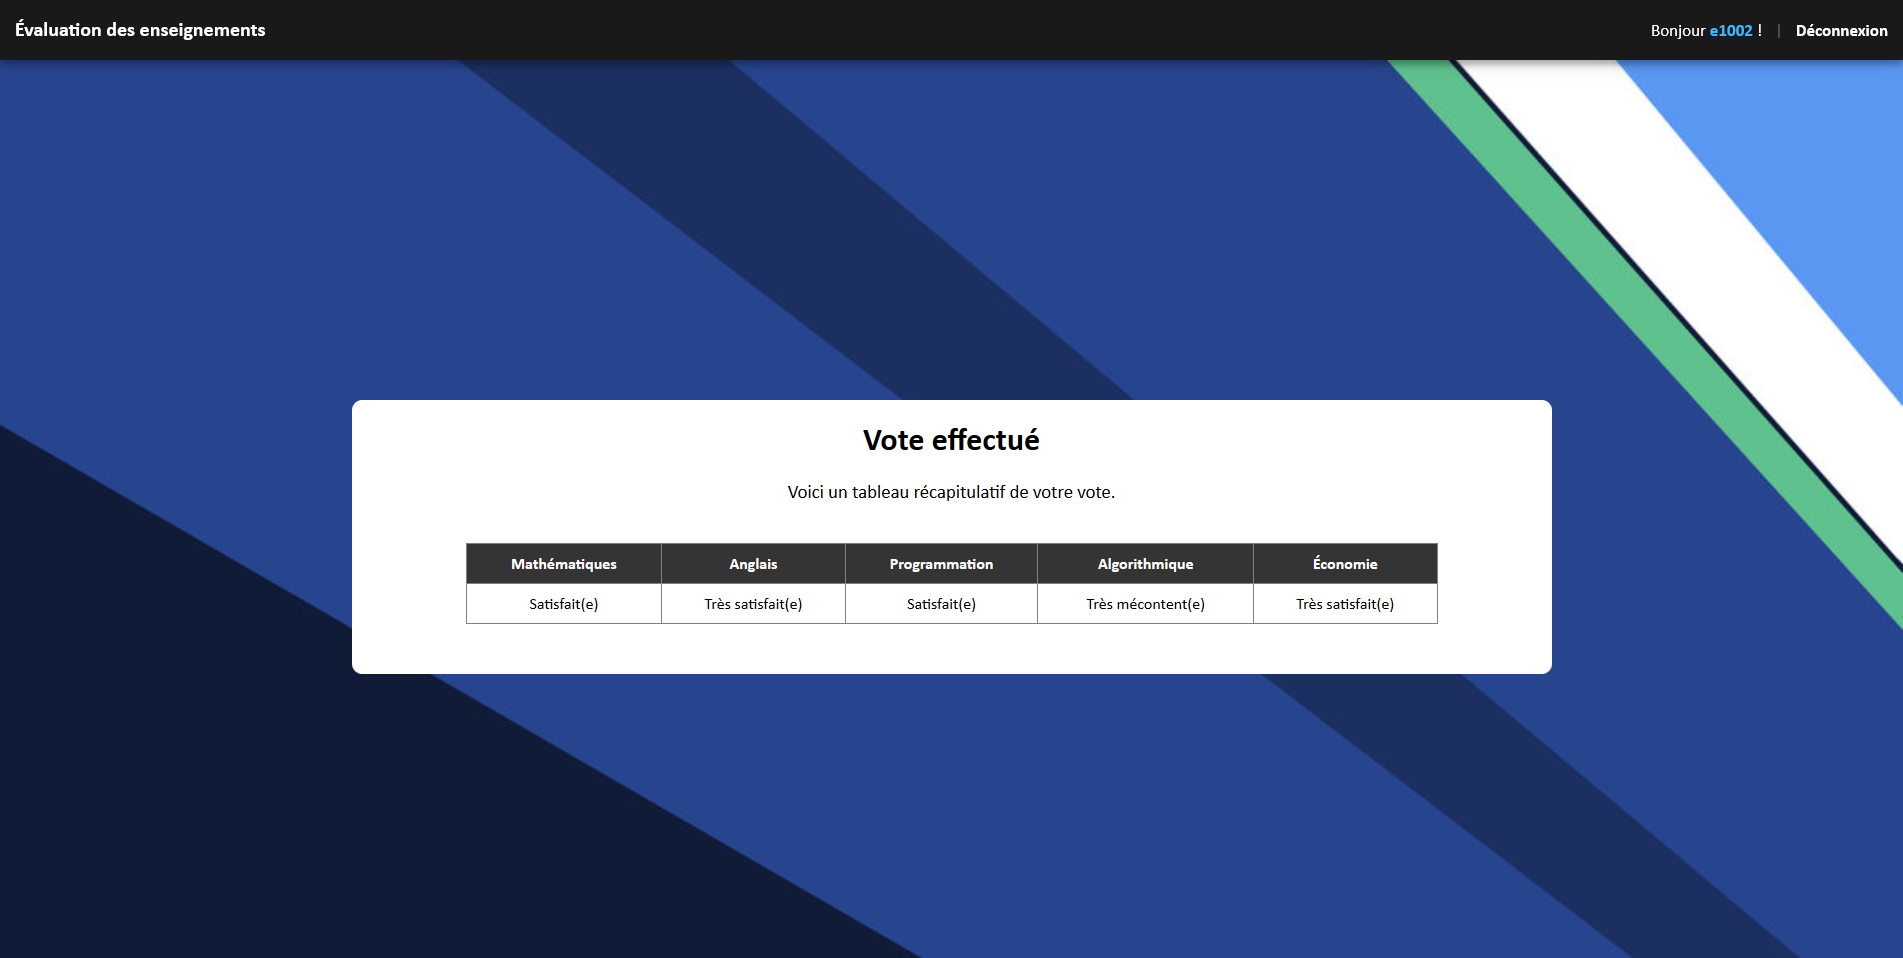 Évaluation des enseignements
Bonjour e1002 ! | Déconnexion
Vote effectué
Voici un tableau récapitulatif de votre vote.
Mathématiques Anglais Programmation Algorithmique Économie
Satisfait(e) Très satisfait(e) Satisfait(e) Très mécontent(e) Très satisfait(e)